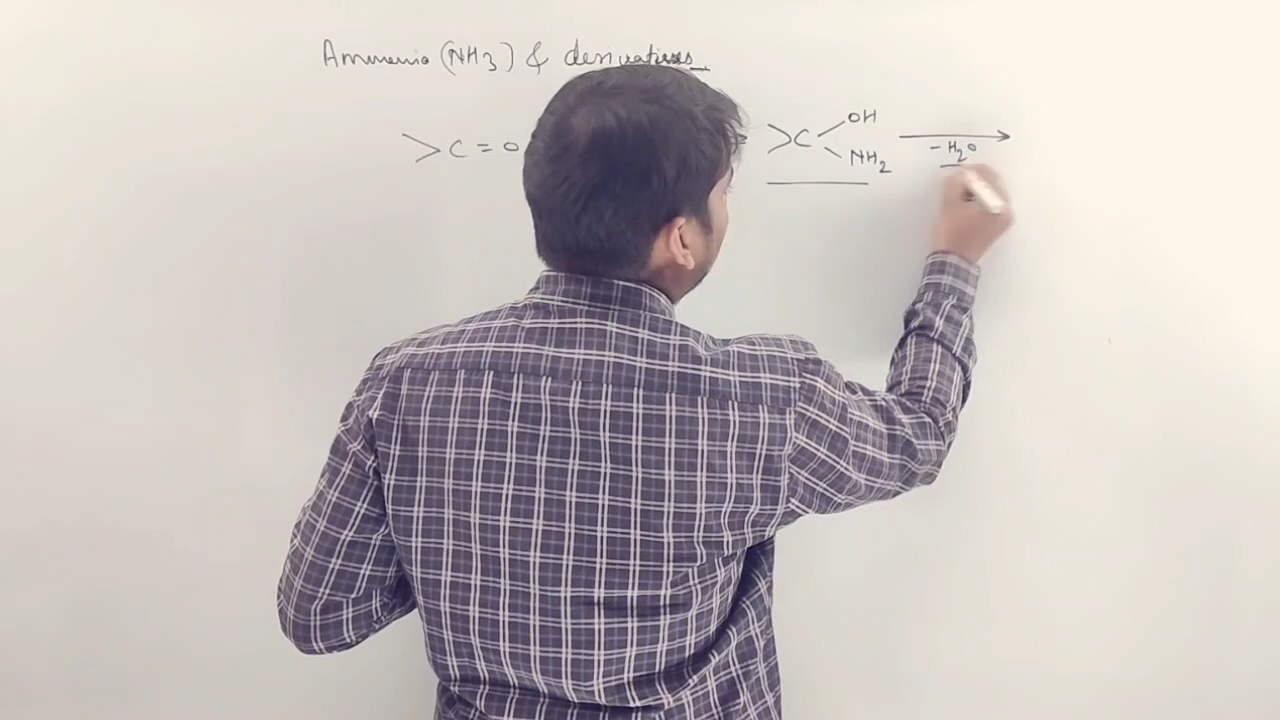 Ammonia (NH3) & derivatives
>C=O >C OH NH2 -H2O